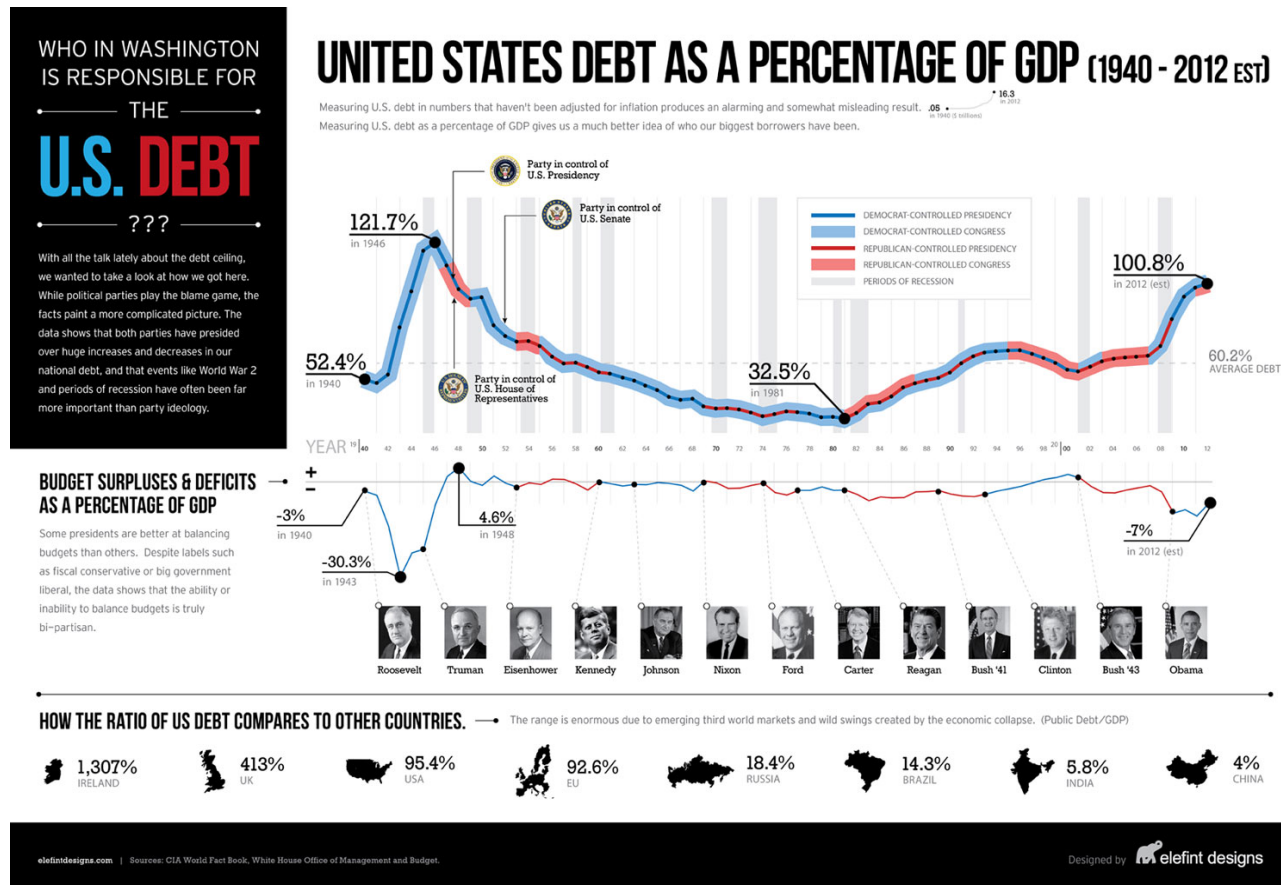 WHO IN WASHINGTON
IS RESPONSIBLE FOR
THE
U.S. DEBT
???
With all the talk lately about the debt ceiling,
we wanted to take a look at how we got here.
While political parties play the blame game, the
facts paint a more complicated picture. The
data shows that both parties have presided
over huge increases and decreases in our
national debt, and that events like World War 2
and periods of recession have often been far
more important than party ideology.
UNITED STATES DEBT AS A PERCENTAGE OF GDP (1940 - 2012 EST)
Measuring U.S. debt in numbers that haven't been adjusted for inflation produces an alarming and somewhat misleading result.
Measuring U.S. debt as a percentage of GDP gives us a much better idea of who our biggest borrowers have been.
.05
in 1940 ($ trillions)
16.3
in 2012
Party in control of
U.S. Presidency
Party in control of
U.S. Senate
Party in control of
U.S. House of
Representatives
DEMOCRAT-CONTROLLED PRESIDENCY
DEMOCRAT-CONTROLLED CONGRESS
REPUBLICAN-CONTROLLED PRESIDENCY
REPUBLICAN-CONTROLLED CONGRESS
PERIODS OF RECESSION
121.7%
in 1946
52.4%
in 1940
32.5%
in 1981
100.8%
in 2012 (est)
60.2%
AVERAGE DEBT
YEAR 19 40 42 44 46 48 50 52 54 56 58 60 62 64 66 68 70 72 74 76 78 80 82 84 86 88 90 92 94 96 98 20 00 02 04 06 08 10 12
BUDGET SURPLUSES & DEFICITS
AS A PERCENTAGE OF GDP
Some presidents are better at balancing
budgets than others. Despite labels such
as fiscal conservative or big government
liberal, the data shows that the ability or
inability to balance budgets is truly
bi-partisan.
+
–
-3%
in 1940
-30.3%
in 1943
4.6%
in 1948
-7%
in 2012 (est)
Roosevelt Truman Eisenhower Kennedy Johnson Nixon Ford Carter Reagan Bush '41 Clinton Bush '43 Obama
HOW THE RATIO OF US DEBT COMPARES TO OTHER COUNTRIES.
The range is enormous due to emerging third world markets and wild swings created by the economic collapse. (Public Debt/GDP)
1,307%
IRELAND
413%
UK
95.4%
USA
92.6%
EU
18.4%
RUSSIA
14.3%
BRAZIL
5.8%
INDIA
4%
CHINA
elefintdesigns.com | Sources: CIA World Fact Book, White House Office of Management and Budget.
Designed by elefint designs